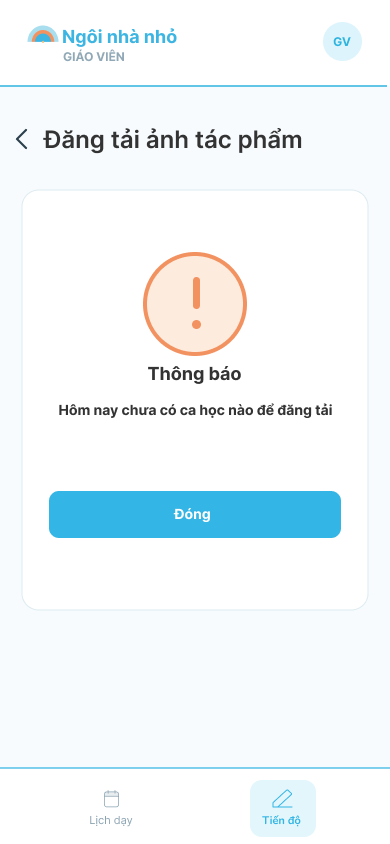 Ngôi nhà nhỏ
GIÁO VIÊN
GV
Đăng tải ảnh tác phẩm
Thông báo
Hôm nay chưa có ca học nào để đăng tải
Đóng
Lịch dạy
Tiến độ